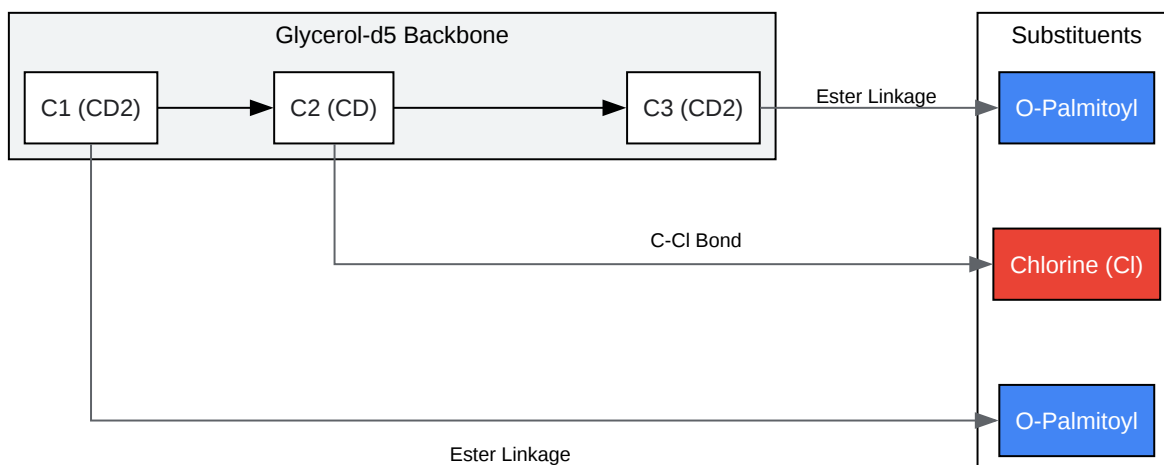 Glycerol-d5 Backbone
Substituents
C1 (CD2)
C2 (CD)
C3 (CD2)
Ester Linkage
O-Palmitoyl
C-Cl Bond
Chlorine (Cl)
O-Palmitoyl
Ester Linkage